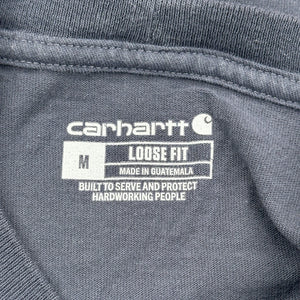 carhartt
M LOOSE FIT
MADE IN GUATEMALA
BUILT TO SERVE AND PROTECT
HARDWORKING PEOPLE